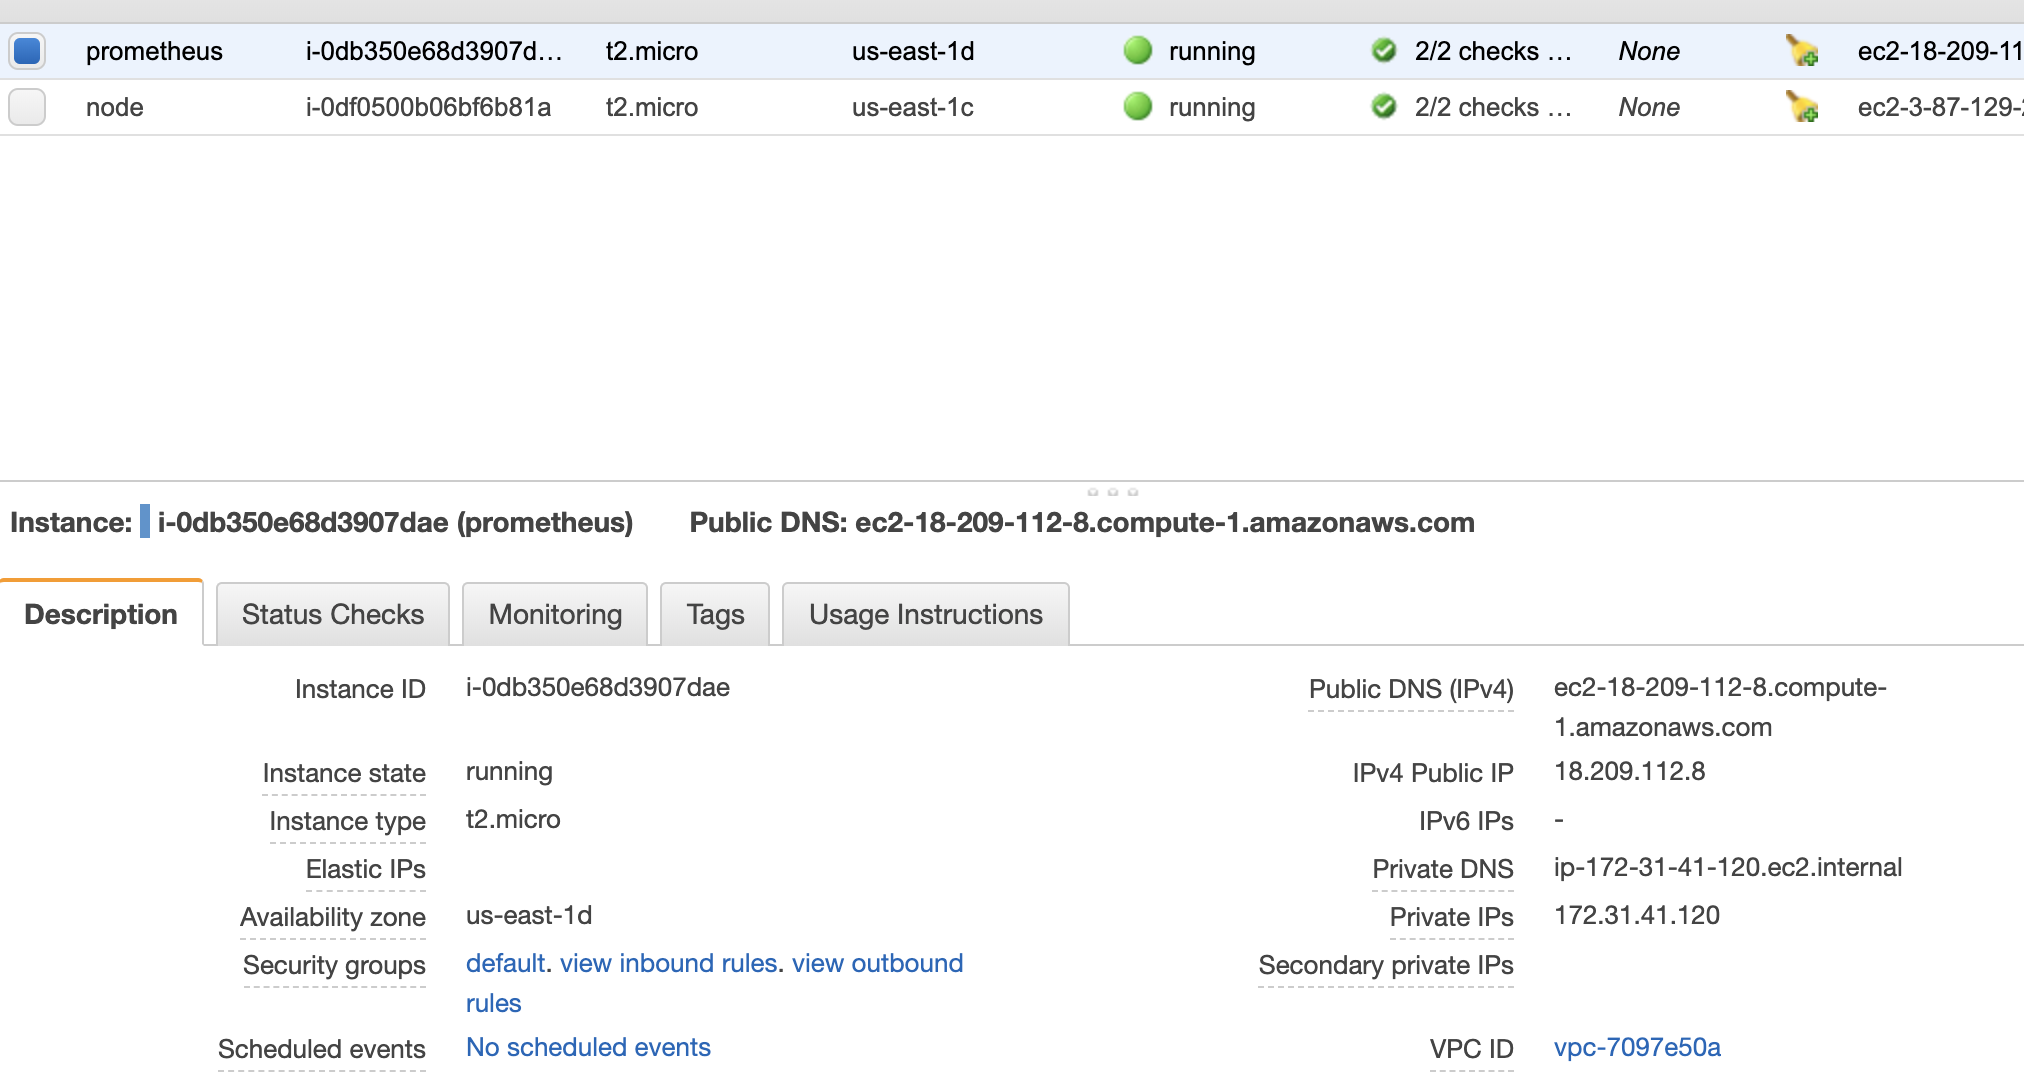 prometheus i-0db350e68d3907d... t2.micro us-east-1d running 2/2 checks ... None ec2-18-209-11
node i-0df0500b06bf6b81a t2.micro us-east-1c running 2/2 checks ... None ec2-3-87-129-
Instance: i-0db350e68d3907dae (prometheus) Public DNS: ec2-18-209-112-8.compute-1.amazonaws.com
Description Status Checks Monitoring Tags Usage Instructions
Instance ID i-0db350e68d3907dae
Public DNS (IPv4) ec2-18-209-112-8.compute-
1.amazonaws.com
Instance state running
IPv4 Public IP 18.209.112.8
Instance type t2.micro
IPv6 IPs -
Elastic IPs
Private DNS ip-172-31-41-120.ec2.internal
Availability zone us-east-1d
Private IPs 172.31.41.120
Security groups default. view inbound rules. view outbound
rules
Secondary private IPs
Scheduled events No scheduled events
VPC ID vpc-7097e50a